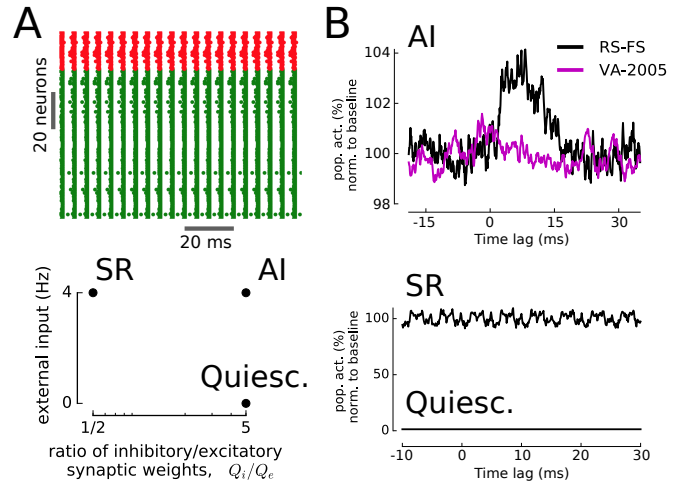 A
20 neurons
20 ms
SR
AI
Quiesc.
external input (Hz)
4
0
1/2
5
ratio of inhibitory/excitatory
synaptic weights, Q_i/Q_e
B
AI
RS-FS
VA-2005
pop. act. (%)
norm. to baseline
104
102
100
98
-15
0
15
30
Time lag (ms)
SR
Quiesc.
pop. act. (%)
norm. to baseline
100
50
0
-10
0
10
20
30
Time lag (ms)